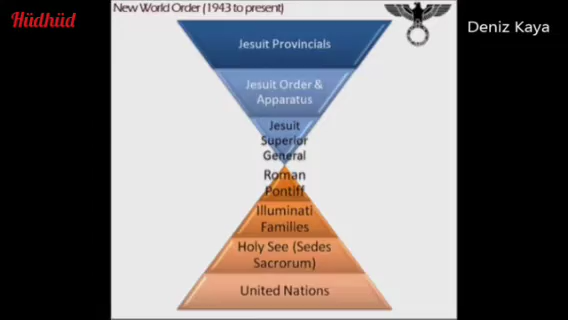 Hüdhüd
New World Order (1943 to present)
Deniz Kaya
Jesuit Provincials
Jesuit Order &
Apparatus
Jesuit
Superior
General
Roman
Pontiff
Illuminati
Families
Holy See (Sedes
Sacrorum)
United Nations